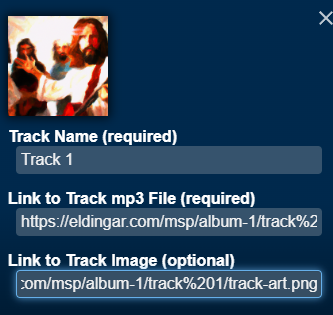 Track Name (required)
Track 1
Link to Track mp3 File (required)
https://eldingar.com/msp/album-1/track%2
Link to Track Image (optional)
:com/msp/album-1/track%201/track-art.png